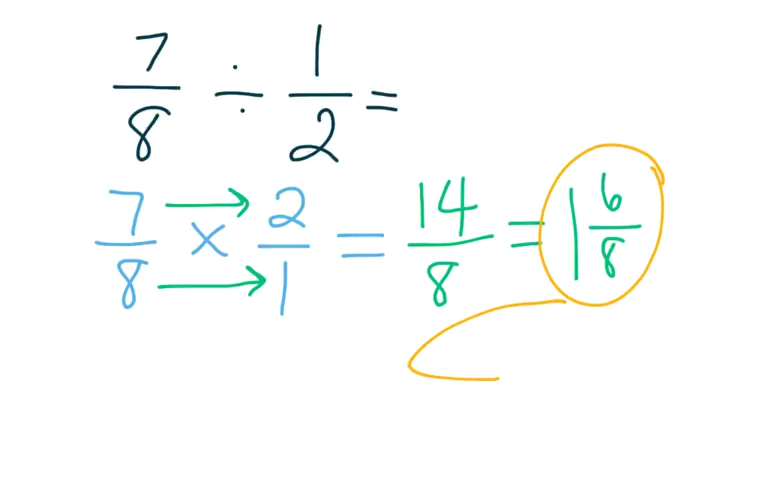 7/8 ÷ 1/2 =
7/8 × 2/1 = 14/8 = 1 6/8